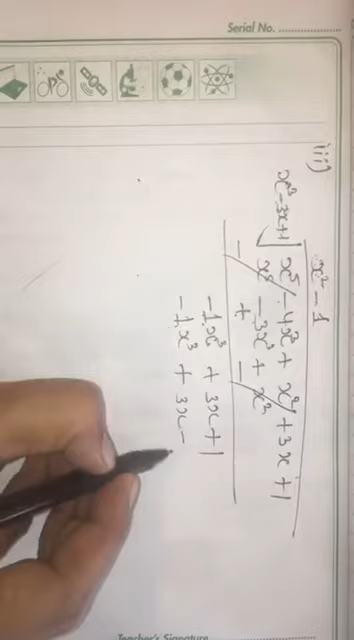 Serial No.
iii)
x² - 1
x³-3x+1 x⁵ - 4x³ + x² + 3x + 1
x⁵ - 3x³ + x²
- + -
-1x³ + 3x + 1
-1x³ + 3x -
Teacher's Signature